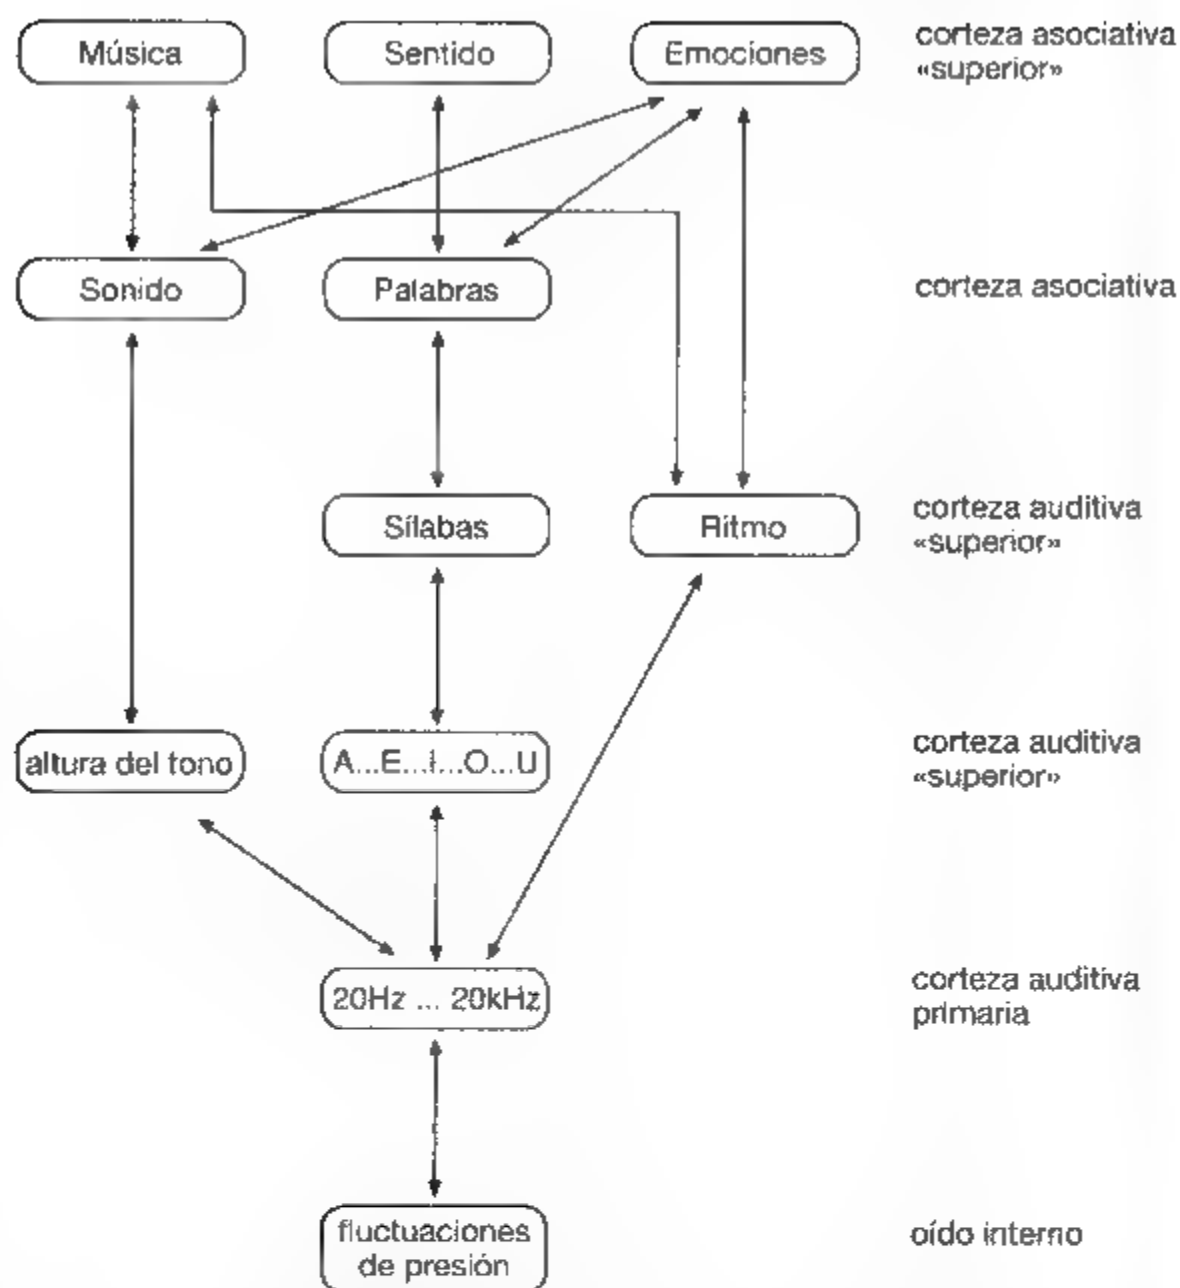 Música
Sentido
Emociones
corteza asociativa
«superior»
Sonido
Palabras
corteza asociativa
Sílabas
Ritmo
corteza auditiva
«superior»
altura del tono
A...E...I...O...U
corteza auditiva
«superior»
20Hz ... 20kHz
corteza auditiva
primaria
fluctuaciones
de presión
oído interno